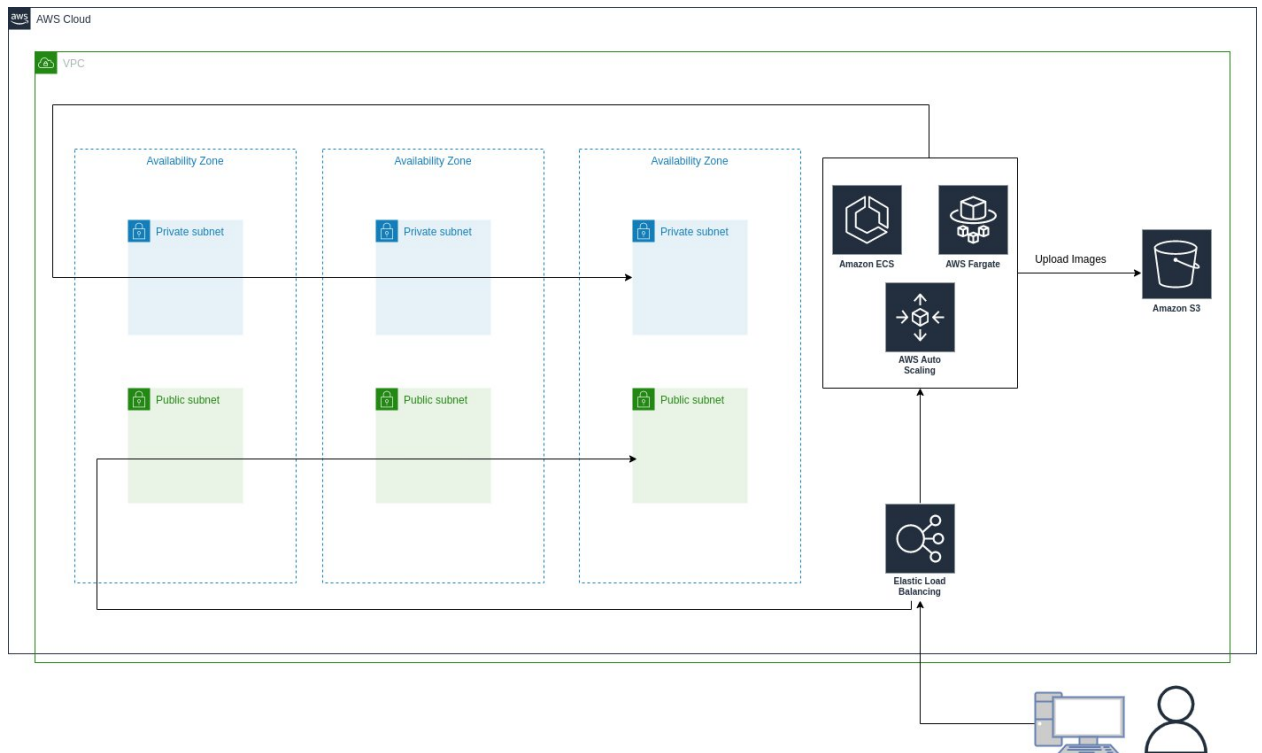 aws
AWS Cloud
VPC
Availability Zone
Availability Zone
Availability Zone
Private subnet
Private subnet
Private subnet
Public subnet
Public subnet
Public subnet
Amazon ECS
AWS Fargate
AWS Auto
Scaling
Upload Images
Amazon S3
Elastic Load
Balancing